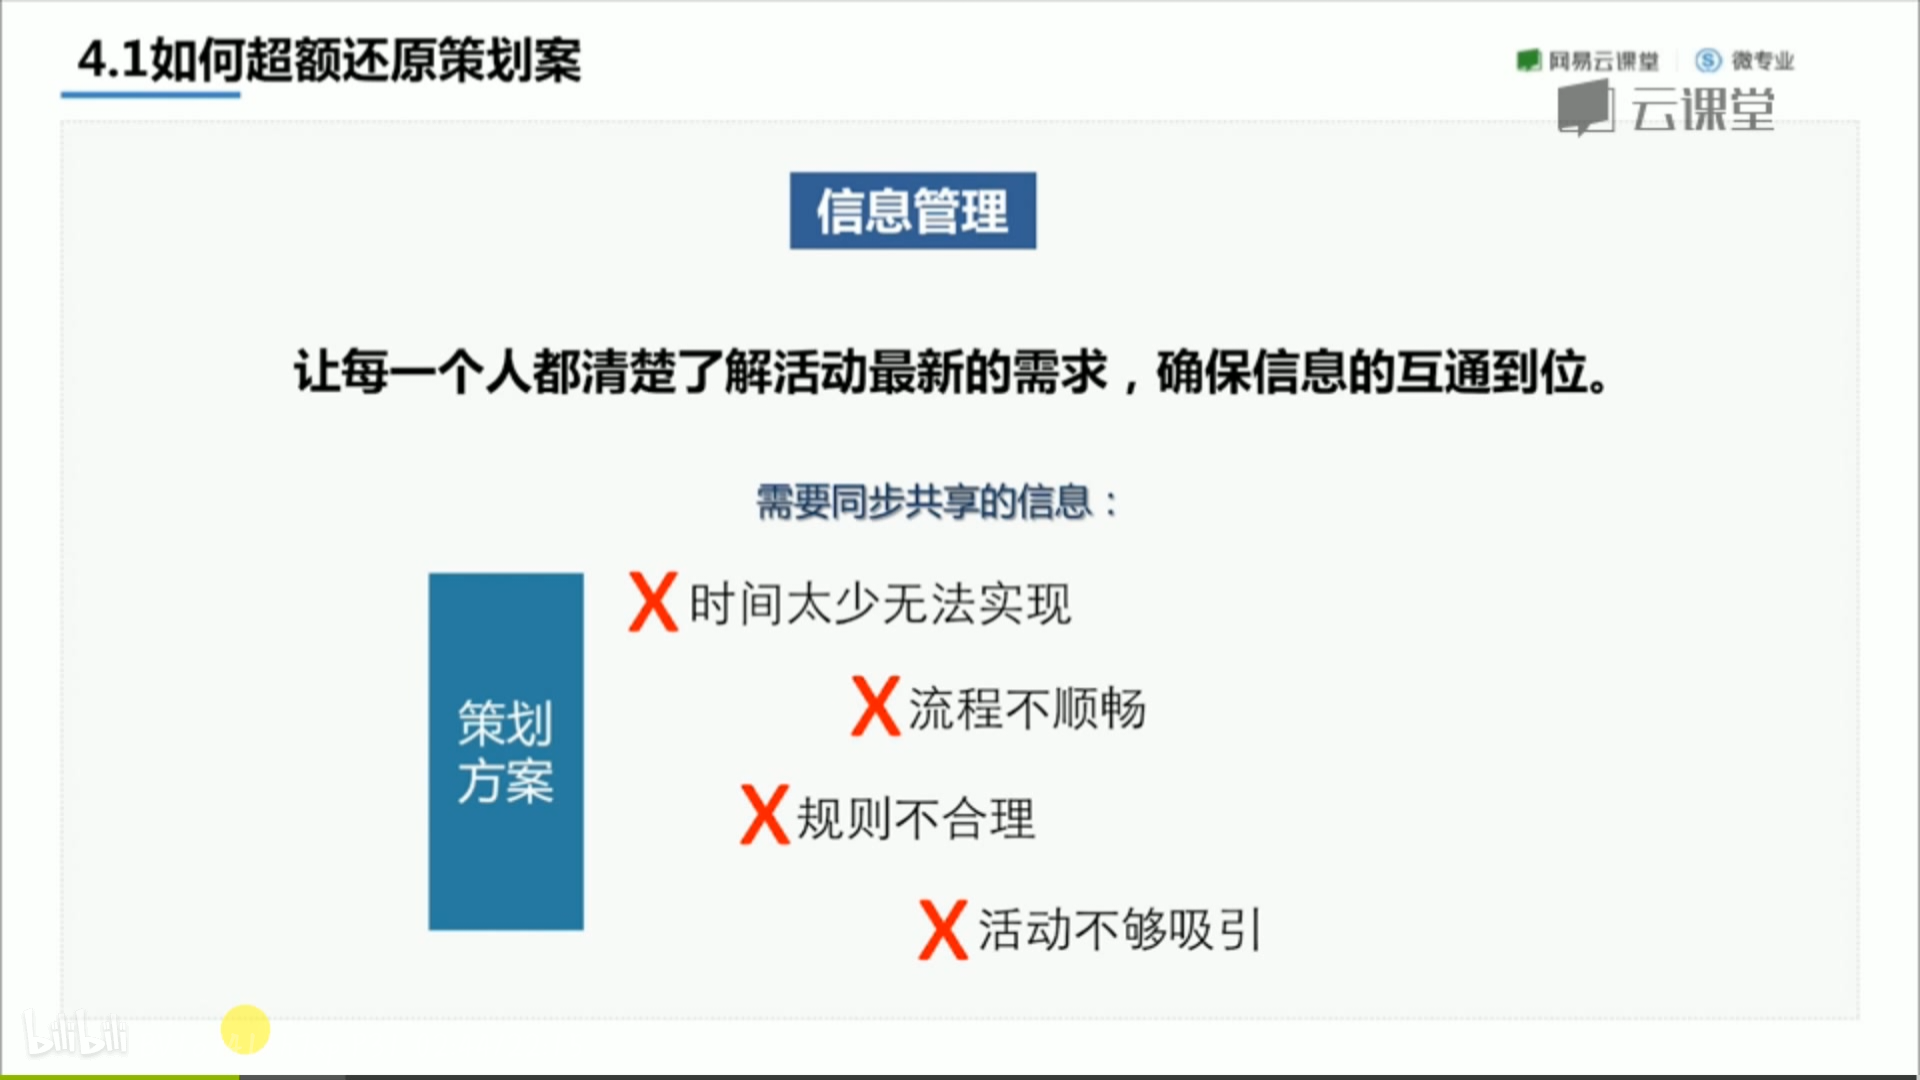 4.1如何超额还原策划案
网易云课堂 微专业
云课堂
信息管理
让每一个人都清楚了解活动最新的需求，确保信息的互通到位。
需要同步共享的信息：
策划
方案
X时间太少无法实现
X流程不顺畅
X规则不合理
X活动不够吸引
bilibili